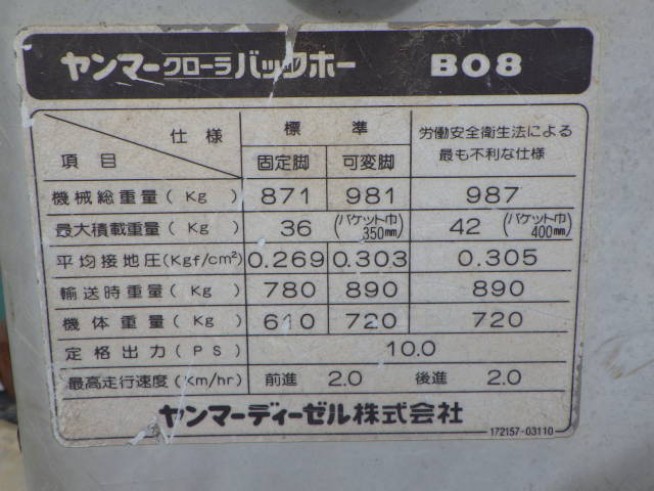 ヤンマークローラバックホー B08
仕様 標準 労働安全衛生法による
項目 固定脚 可変脚 最も不利な仕様
機械総重量(Kg) 871 981 987
最大積載重量(Kg) 36 (バケット巾350mm) 42 (バケット巾400mm)
平均接地圧(Kgf/cm²) 0.269 0.303 0.305
輸送時重量(Kg) 780 890 890
機体重量(Kg) 610 720 720
定格出力(PS) 10.0
最高走行速度(Km/hr) 前進 2.0 後進 2.0
ヤンマーディーゼル株式会社
172157-03110